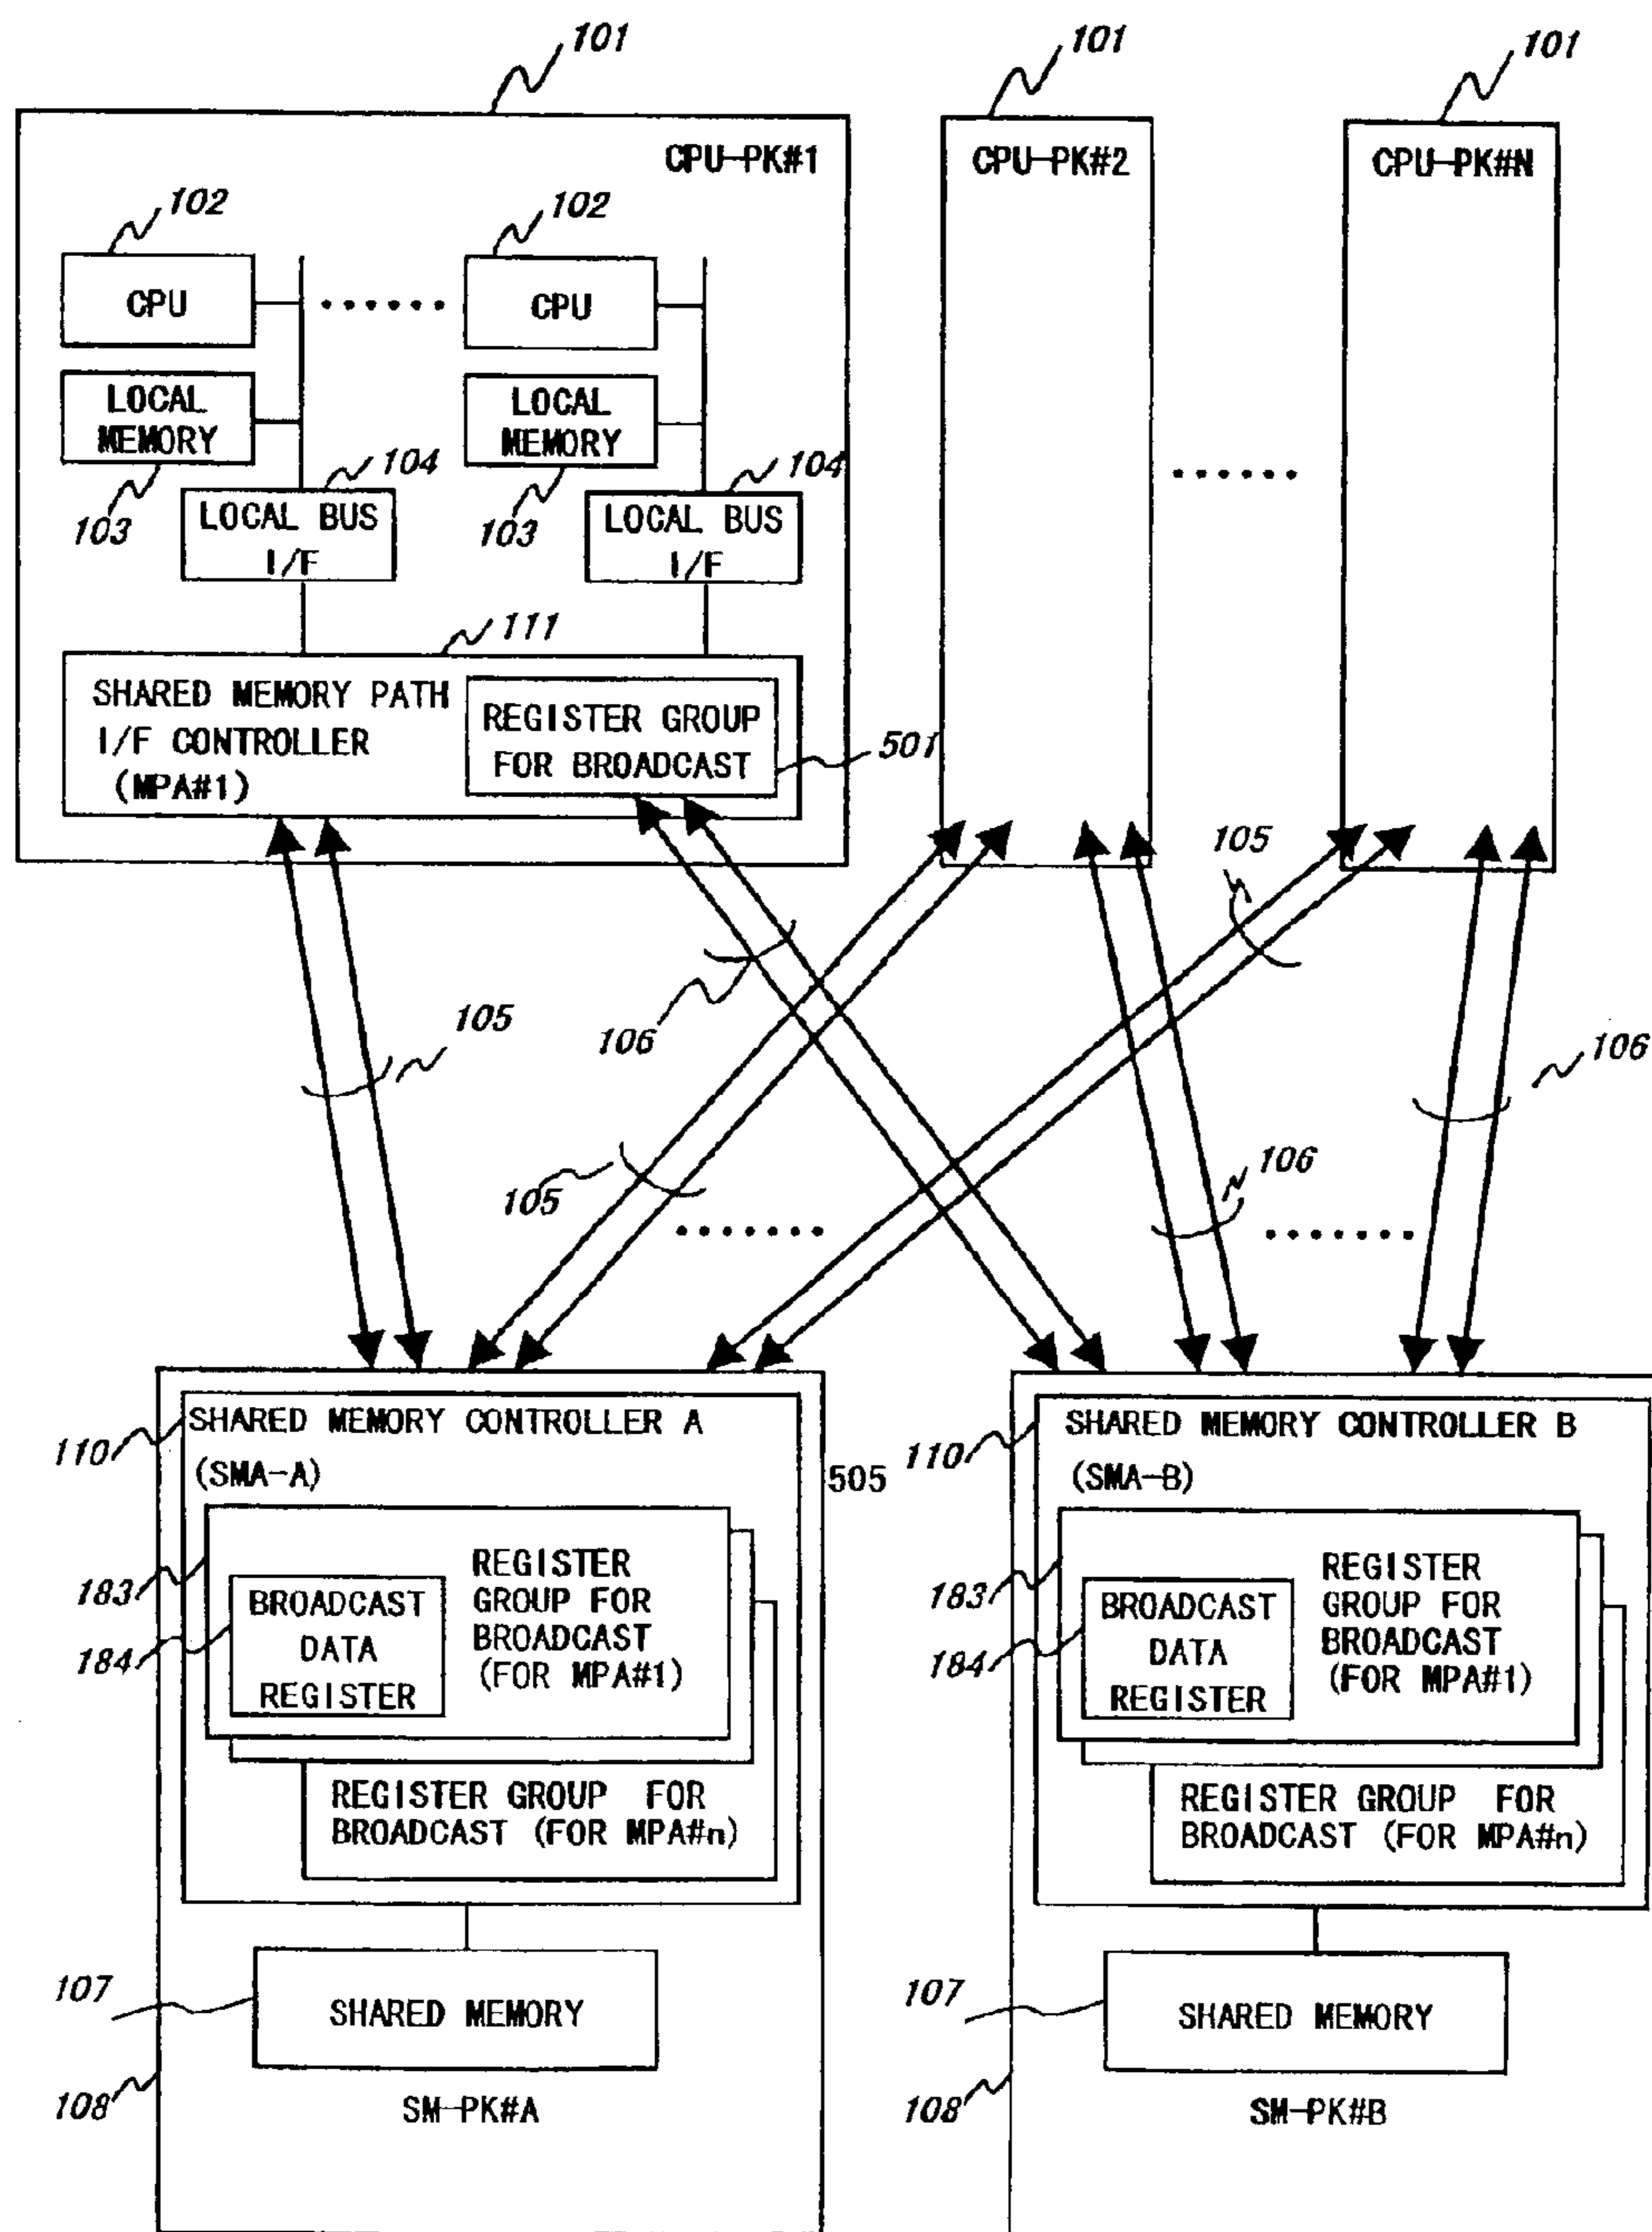 101
101
101
CPU-PK#1
CPU-PK#2
CPU-PK#N
102
102
CPU
CPU
LOCAL
MEMORY
LOCAL
MEMORY
103
104
103
104
LOCAL BUS
I/F
LOCAL BUS
I/F
111
SHARED MEMORY PATH
I/F CONTROLLER
(MPA#1)
REGISTER GROUP
FOR BROADCAST
501
105
106
105
106
105
106
SHARED MEMORY CONTROLLER A
(SMA-A)
110
505
183
184
BROADCAST
DATA
REGISTER
REGISTER
GROUP FOR
BROADCAST
(FOR MPA#1)
REGISTER GROUP FOR
BROADCAST (FOR MPA#n)
107
SHARED MEMORY
108
SM-PK#A
SHARED MEMORY CONTROLLER B
(SMA-B)
110
183
184
BROADCAST
DATA
REGISTER
REGISTER
GROUP FOR
BROADCAST
(FOR MPA#1)
REGISTER GROUP FOR
BROADCAST (FOR MPA#n)
107
SHARED MEMORY
108
SM-PK#B